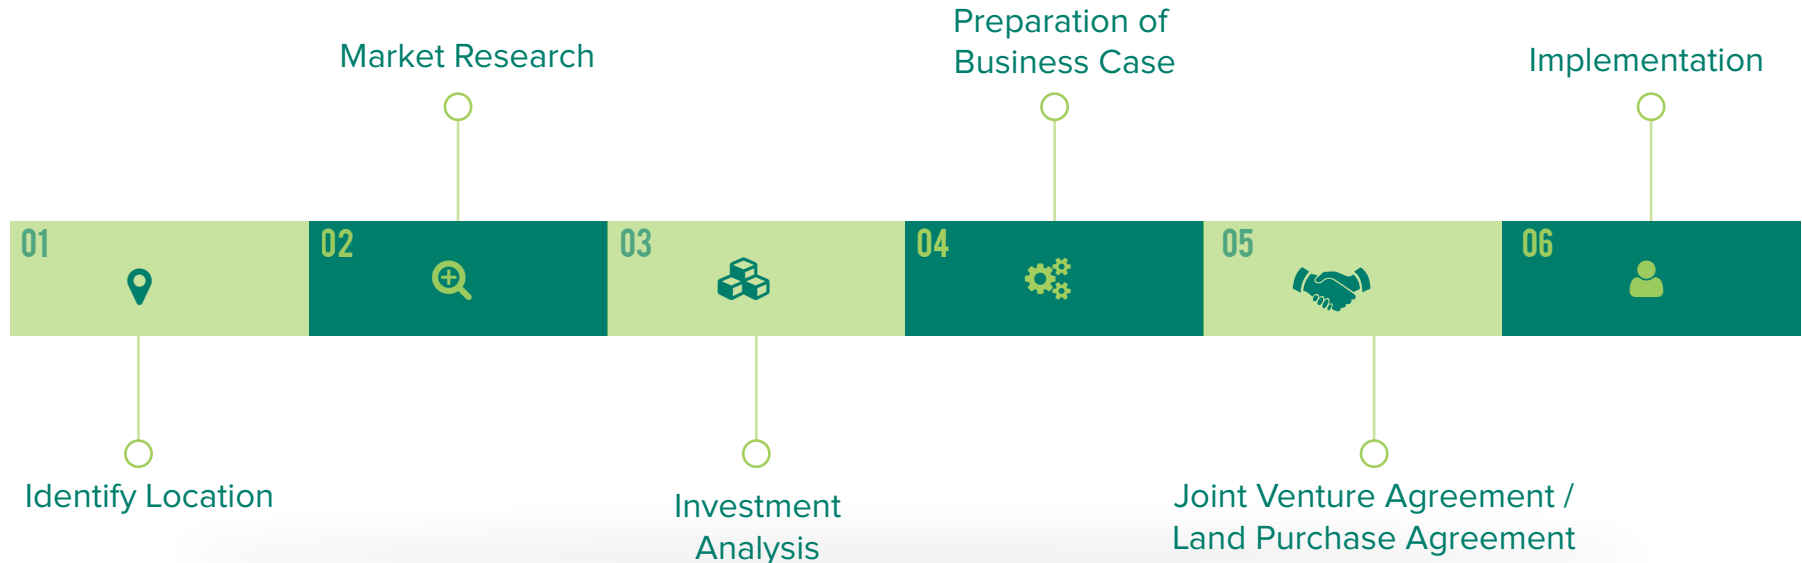 Preparation of
Business Case
Market Research
Implementation
01
02
03
04
05
06
Identify Location
Investment
Analysis
Joint Venture Agreement /
Land Purchase Agreement